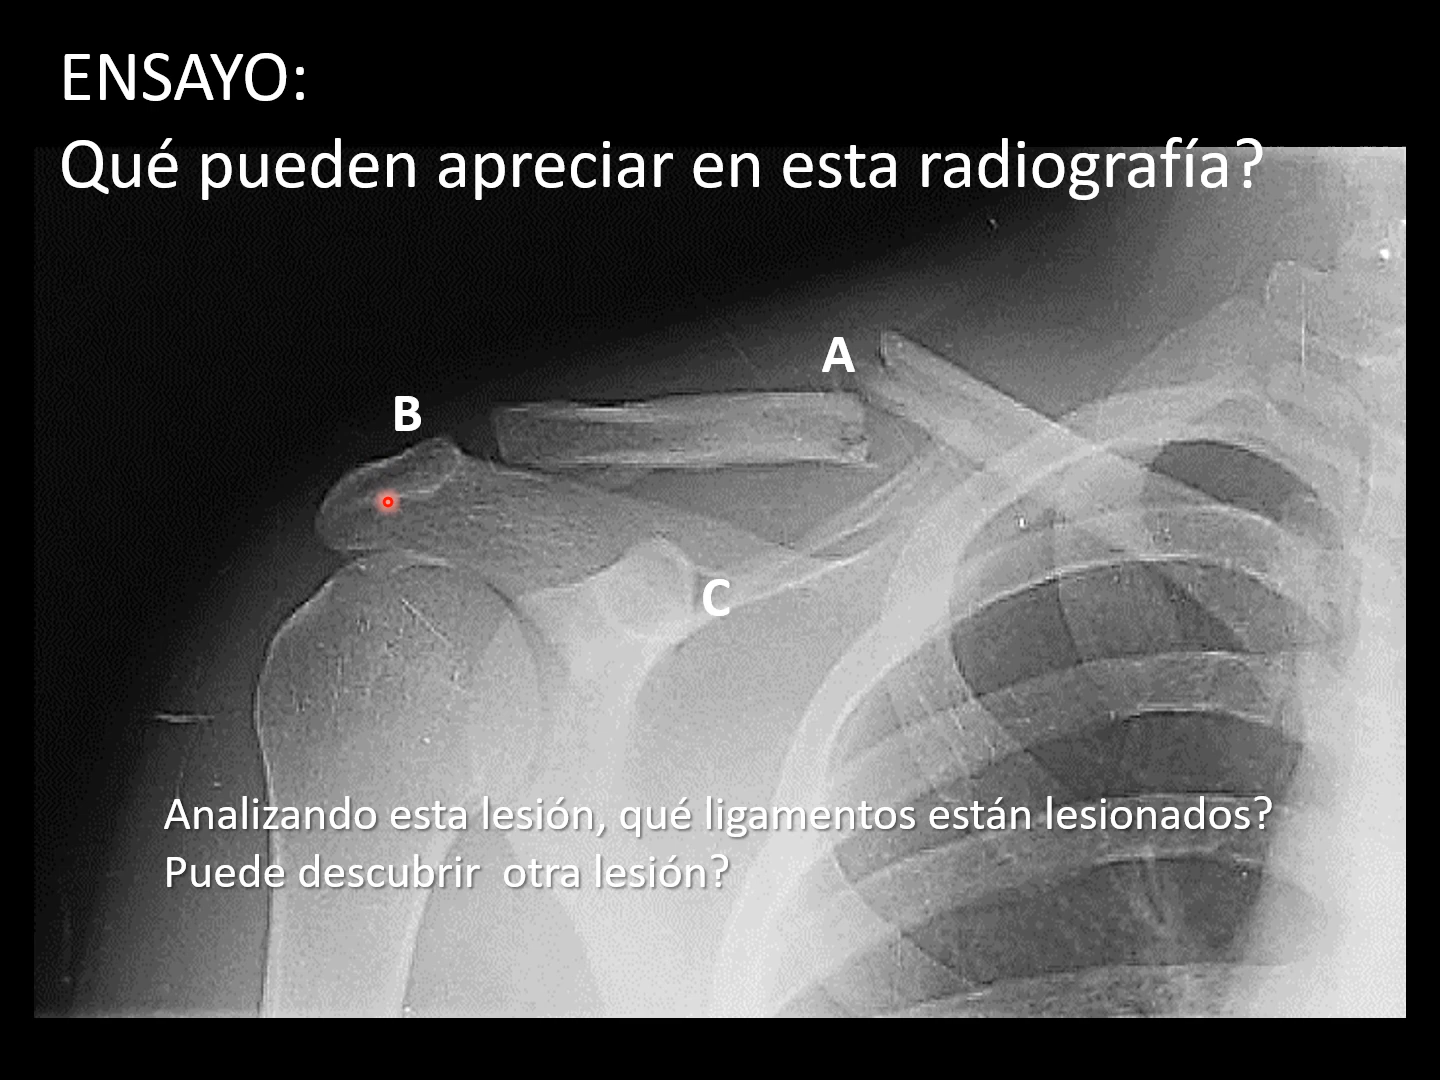 ENSAYO:
Qué pueden apreciar en esta radiografía?
A
B
C
Analizando esta lesión, qué ligamentos están lesionados?
Puede descubrir otra lesión?